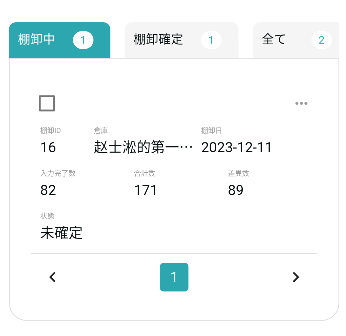 棚卸中 1 棚卸確定 1 全て 2
棚卸ID 倉庫 棚卸日
16 赵士淞的第一… 2023-12-11
入力完了数 合計数 差異数
82 171 89
状態
未確定
1